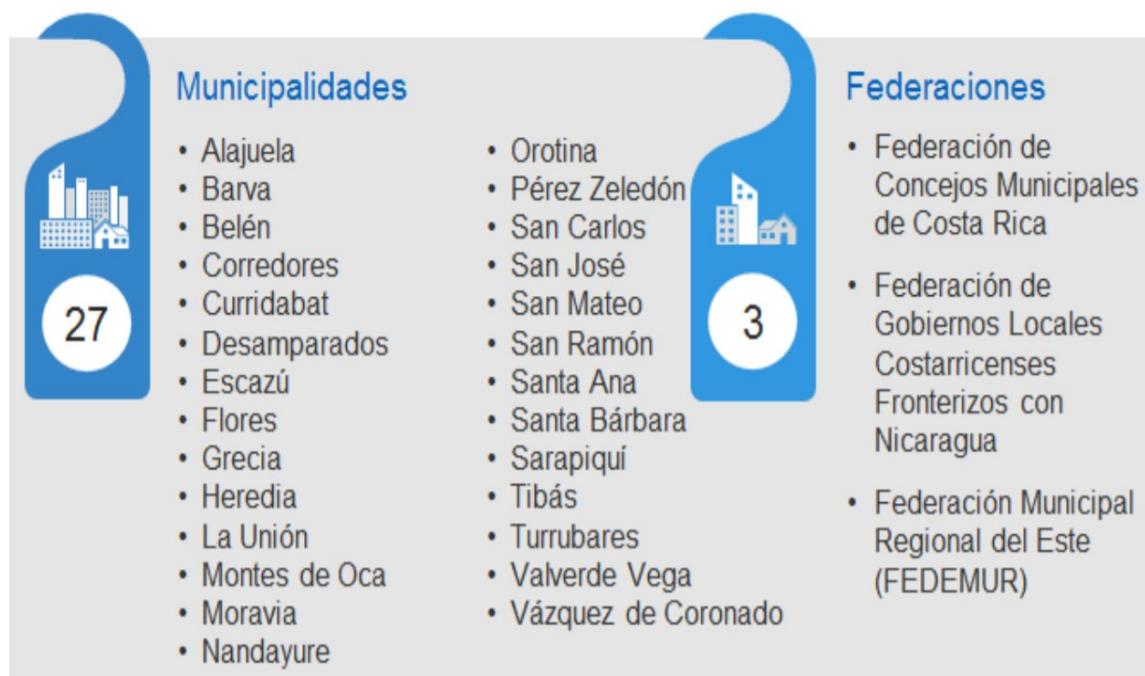 Municipalidades
27
• Alajuela
• Barva
• Belén
• Corredores
• Curridabat
• Desamparados
• Escazú
• Flores
• Grecia
• Heredia
• La Unión
• Montes de Oca
• Moravia
• Nandayure
• Orotina
• Pérez Zeledón
• San Carlos
• San José
• San Mateo
• San Ramón
• Santa Ana
• Santa Bárbara
• Sarapiquí
• Tibás
• Turrubares
• Valverde Vega
• Vázquez de Coronado
Federaciones
3
• Federación de
Concejos Municipales
de Costa Rica
• Federación de
Gobiernos Locales
Costarricenses
Fronterizos con
Nicaragua
• Federación Municipal
Regional del Este
(FEDEMUR)